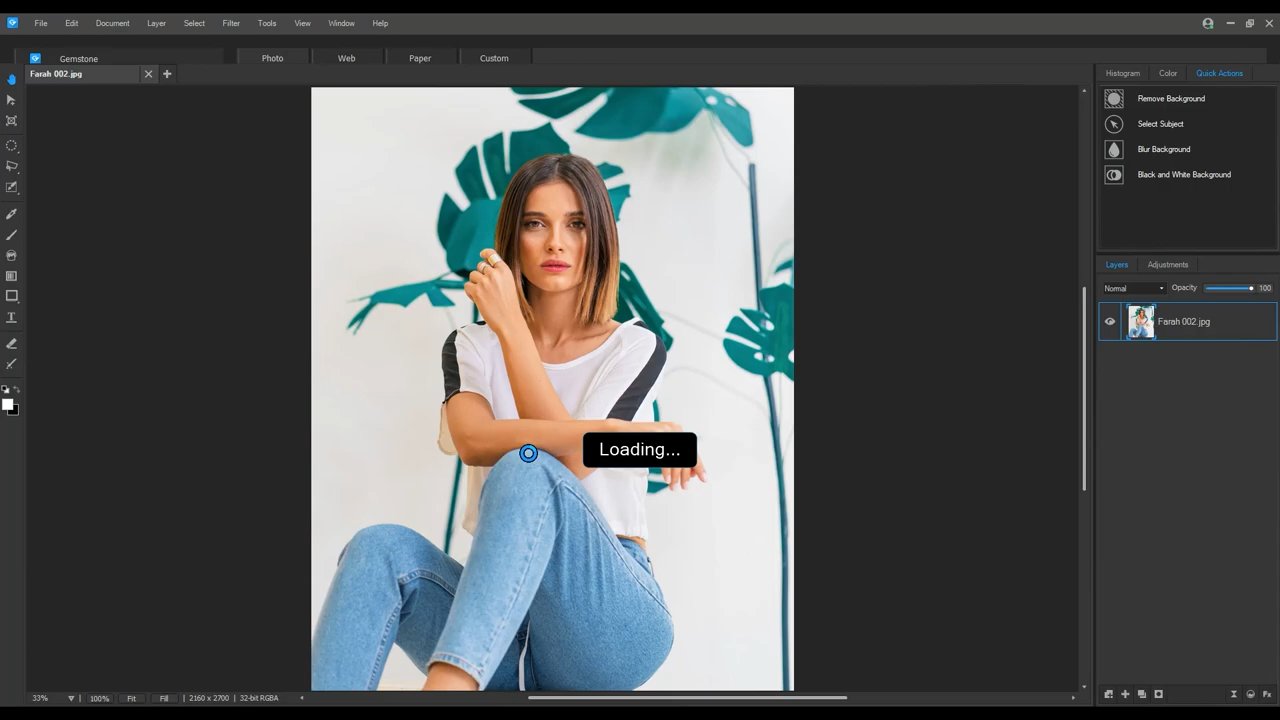 File Edit Document Layer Select Filter Tools View Window Help
Gemstone Photo Web Paper Custom
Farah 002.jpg
Histogram Color Quick Actions
Remove Background
Select Subject
Blur Background
Black and White Background
Layers Adjustments
Normal Opacity 100
Farah 002.jpg
Loading...
33% 100% Fit Fill 2160 x 2700 32-bit RGBA